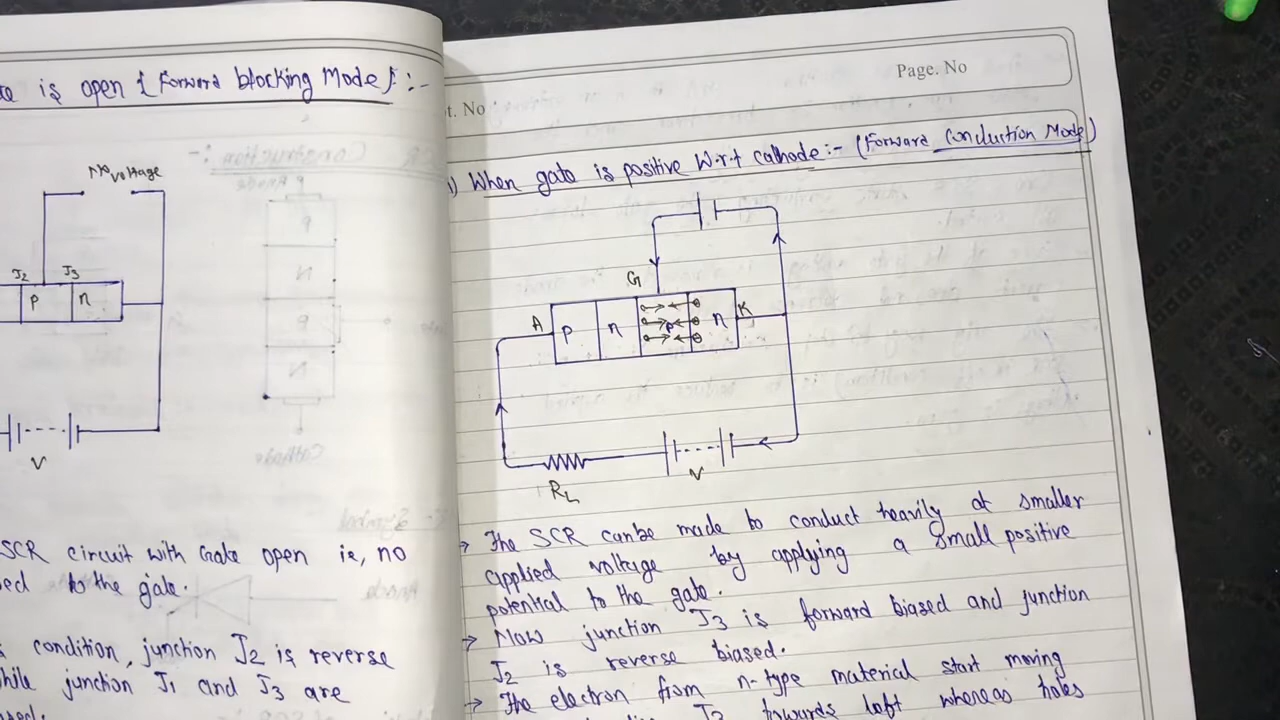 is open { Forward blocking Mode } :-
No voltage
J2 J3
P n
V
SCR circuit with Gate open ie, no
to the gate.
condition, junction J2 is reverse
junction J1 and J3 are
Page. No
t. No
When gate is positive w.r.t cathode :- (Forward Conduction Mode)
G
A P n P n K
RL
V
→ The SCR can be made to conduct heavily at smaller
applied voltage by applying a small positive
potential to the gate.
→ Now junction J3 is forward biased and junction
J2 is reverse biased.
→ The electron from n-type material start moving
J3 towards left whereas holes